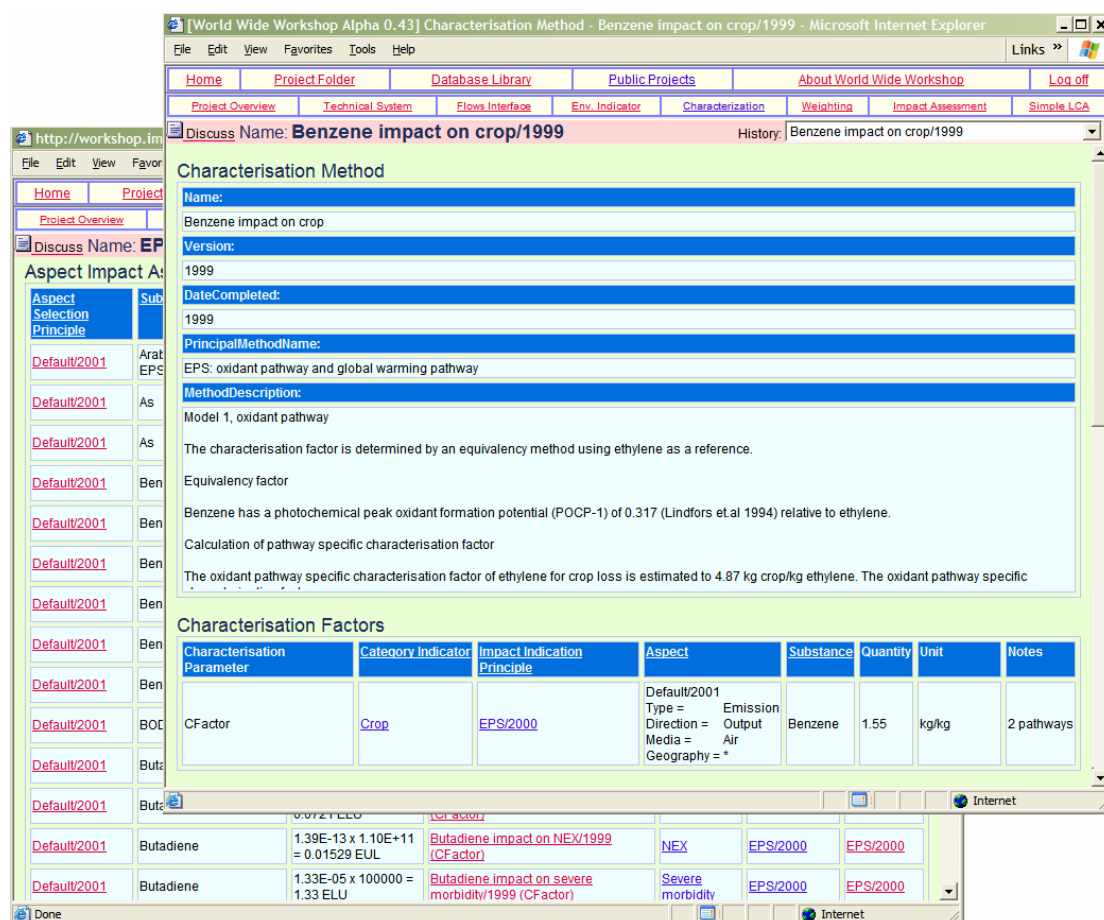 [World Wide Workshop Alpha 0.43] Characterisation Method - Benzene impact on crop/1999 - Microsoft Internet Explorer
File Edit View Favorites Tools Help Links »
Home Project Folder Database Library Public Projects About World Wide Workshop Log off
Project Overview Technical System Flows Interface Env. Indicator Characterization Weighting Impact Assessment Simple LCA
Discuss Name: Benzene impact on crop/1999 History: Benzene impact on crop/1999
Characterisation Method
Name:
Benzene impact on crop
Version:
1999
DateCompleted:
1999
PrincipalMethodName:
EPS: oxidant pathway and global warming pathway
MethodDescription:
Model 1, oxidant pathway
The characterisation factor is determined by an equivalency method using ethylene as a reference.
Equivalency factor
Benzene has a photochemical peak oxidant formation potential (POCP-1) of 0.317 (Lindfors et.al 1994) relative to ethylene.
Calculation of pathway specific characterisation factor
The oxidant pathway specific characterisation factor of ethylene for crop loss is estimated to 4.87 kg crop/kg ethylene. The oxidant pathway specific
Characterisation Factors
Characterisation Parameter Category Indicator Impact Indication Principle Aspect Substance Quantity Unit Notes
CFactor Crop EPS/2000 Benzene 1.55 kg/kg 2 pathways
Default/2001
Type = Emission
Direction = Output
Media = Air
Geography = *
Internet
http://workshop.im
File Edit View Favor
Home Project
Project Overview
Discuss Name: EP
Aspect Impact As
Aspect Selection Principle Sub
Default/2001 Arab
EPS
Default/2001 As
Default/2001 As
Default/2001 Ben
Default/2001 Ben
Default/2001 Ben
Default/2001 Ben
Default/2001 Ben
Default/2001 Ben
Default/2001 BOD
Default/2001 Buta
Default/2001 Buta
0.0721 ELU (CFactor)
Default/2001 Butadiene 1.39E-13 x 1.10E+11 = 0.01529 EUL Butadiene impact on NEX/1999 (CFactor) NEX EPS/2000 EPS/2000
Default/2001 Butadiene 1.33E-05 x 100000 = 1.33 ELU Butadiene impact on severe morbidity/1999 (CFactor) Severe morbidity EPS/2000 EPS/2000
Done Internet